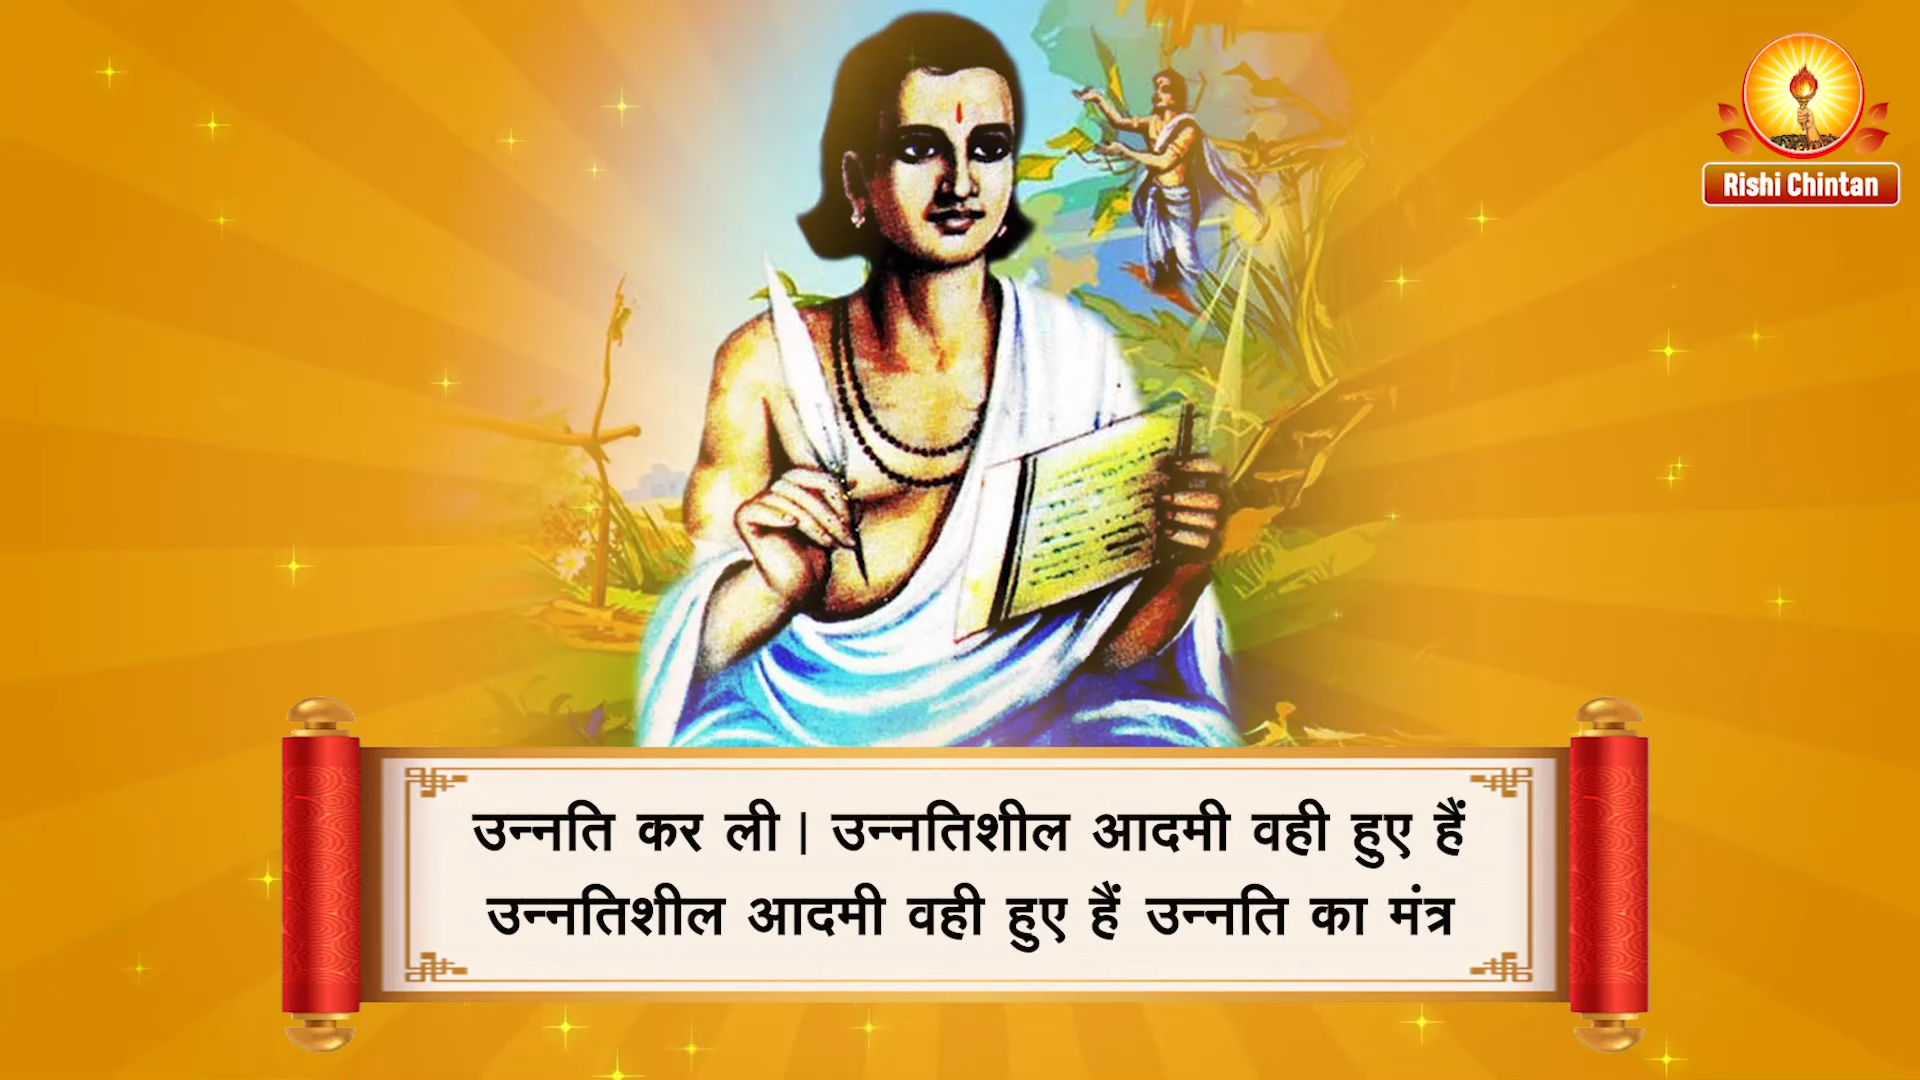 Rishi Chintan
उन्नति कर ली। उन्नतिशील आदमी वही हुए हैं
उन्नतिशील आदमी वही हुए हैं उन्नति का मंत्र